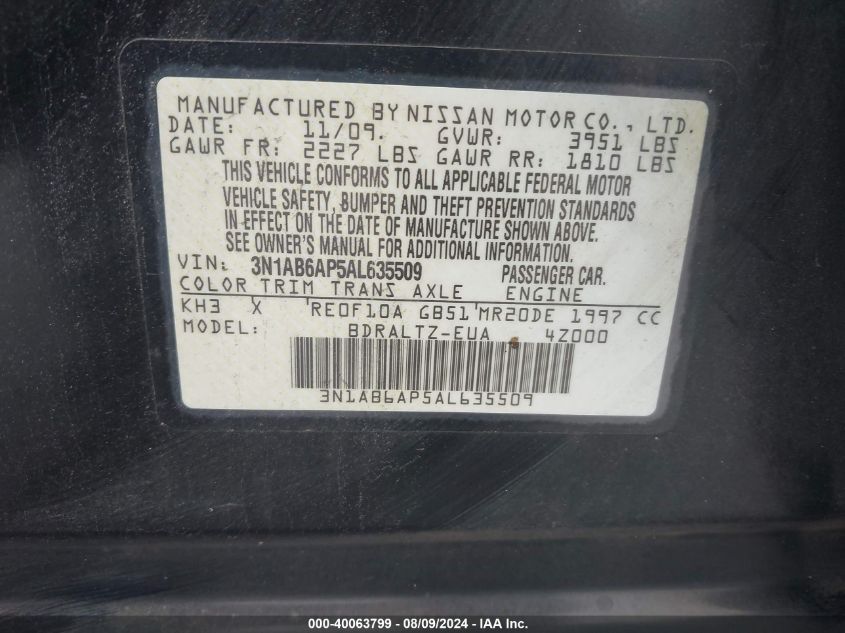 MANUFACTURED BY NISSAN MOTOR CO., LTD.
DATE: 11/09. GVWR: 3951 LBS
GAWR FR: 2227 LBS GAWR RR: 1810 LBS
THIS VEHICLE CONFORMS TO ALL APPLICABLE FEDERAL MOTOR
VEHICLE SAFETY, BUMPER AND THEFT PREVENTION STANDARDS
IN EFFECT ON THE DATE OF MANUFACTURE SHOWN ABOVE.
SEE OWNER'S MANUAL FOR ADDITIONAL INFORMATION.
VIN: 3N1AB6AP5AL635509 PASSENGER CAR.
COLOR TRIM TRANS AXLE ENGINE
KH3 X RE0F10A GB51 MR20DE 1997 CC
MODEL: BDRALTZ-EUA 4Z000
3N1AB6AP5AL635509
000-40063799 - 08/09/2024 - IAA Inc.